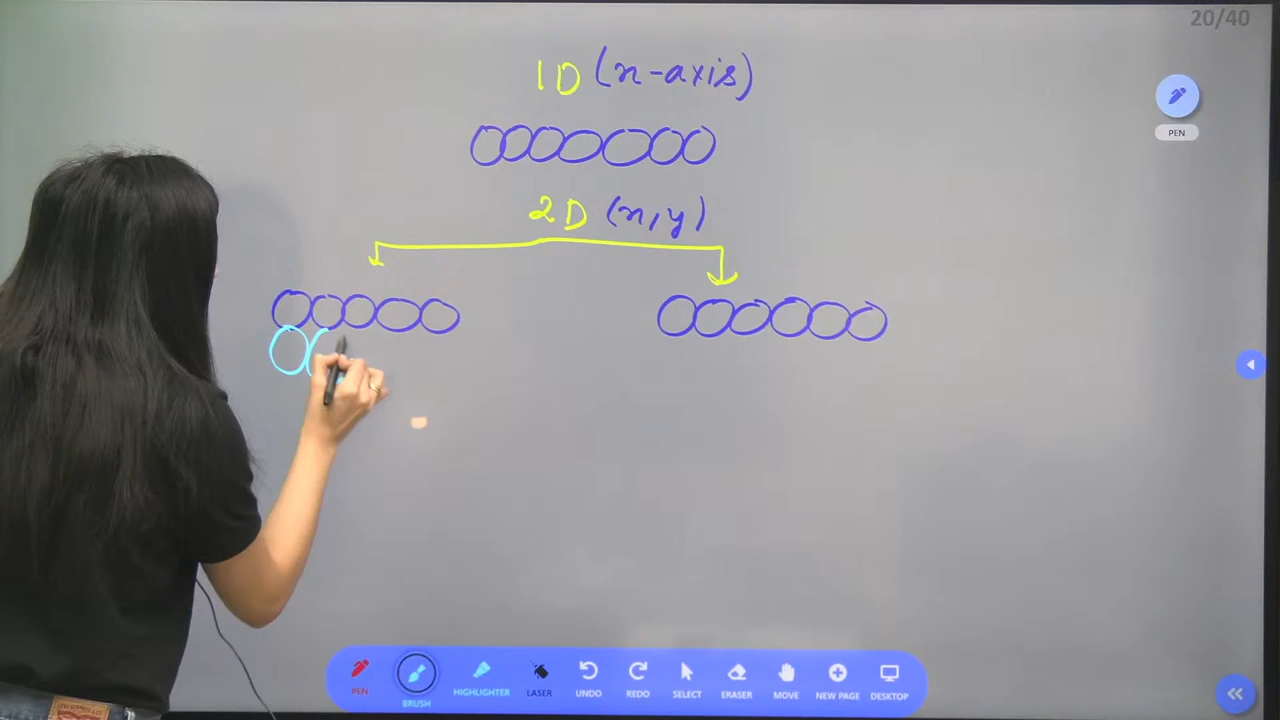 20/40
1D (n-axis)
PEN
2D (n,y)
PEN BRUSH HIGHLIGHTER LASER UNDO REDO SELECT ERASER MOVE NEW PAGE DESKTOP